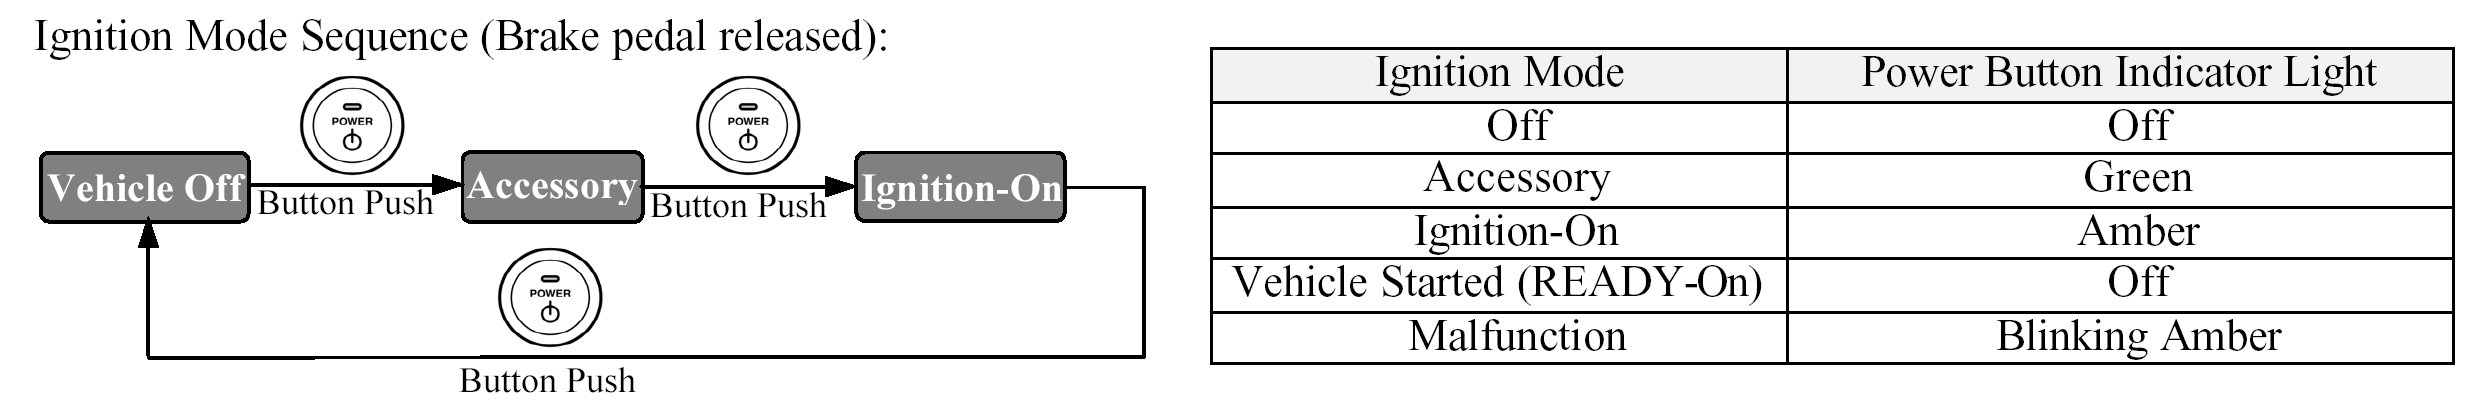 Ignition Mode Sequence (Brake pedal released):
POWER
POWER
Vehicle Off
Button Push
Accessory
Button Push
Ignition-On
POWER
Button Push
Ignition Mode Power Button Indicator Light
Off Off
Accessory Green
Ignition-On Amber
Vehicle Started (READY-On) Off
Malfunction Blinking Amber